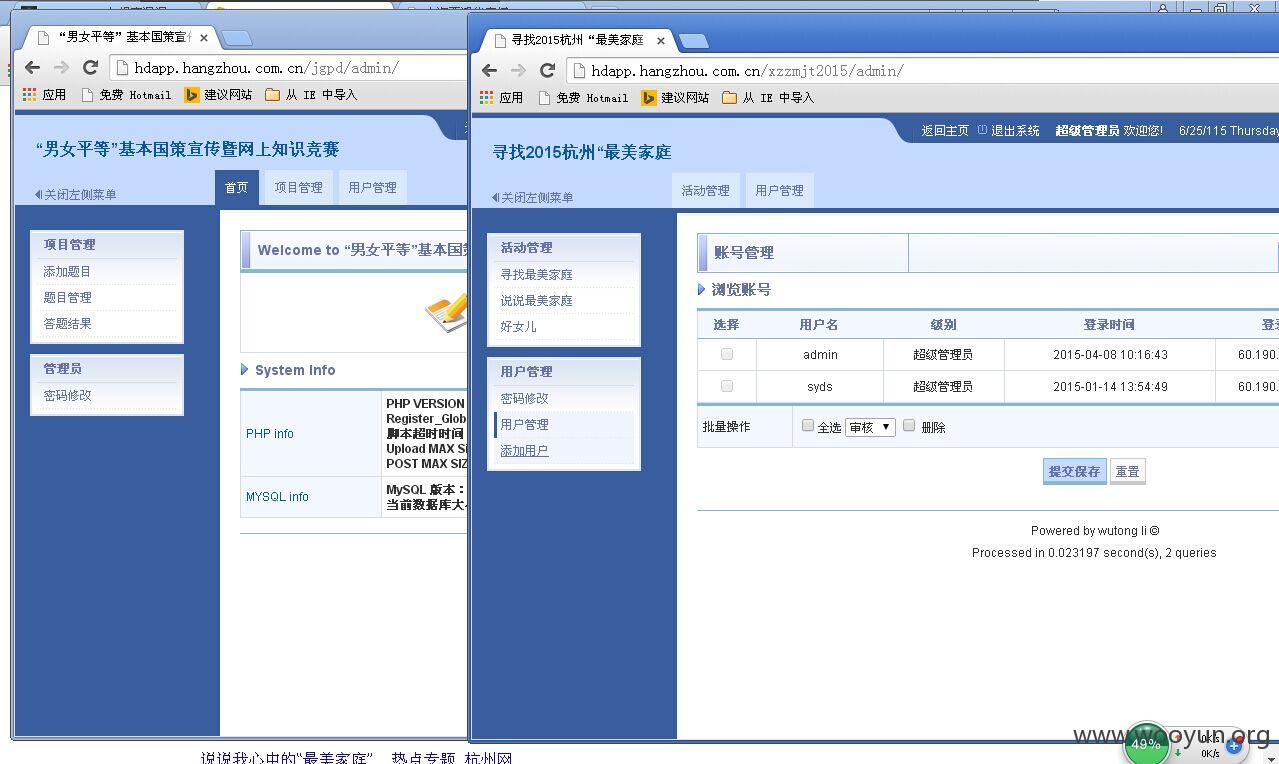 “男女平等”基本国策宣传
hdapp.hangzhou.com.cn/jgpd/admin/
应用 免费 Hotmail 建议网站 从 IE 中导入
“男女平等”基本国策宣传暨网上知识竞赛
关闭左侧菜单
首页 项目管理 用户管理
项目管理
添加题目
题目管理
答题结果
管理员
密码修改
Welcome to “男女平等”基本国
System Info
PHP info
PHP VERSION
Register_Glob
脚本超时时间
Upload MAX Si
POST MAX SIZ
MYSQL info
MySQL 版本：
当前数据库大
寻找2015杭州“最美家庭
hdapp.hangzhou.com.cn/xzzmjt2015/admin/
应用 免费 Hotmail 建议网站 从 IE 中导入
返回主页 退出系统 超级管理员 欢迎您! 6/25/115 Thursda
寻找2015杭州“最美家庭
关闭左侧菜单
活动管理 用户管理
活动管理
寻找最美家庭
说说最美家庭
好女儿
用户管理
密码修改
用户管理
添加用户
账号管理
浏览账号
选择 用户名 级别 登录时间 登
admin 超级管理员 2015-04-08 10:16:43 60.190
syds 超级管理员 2015-01-14 13:54:49 60.190
批量操作 全选 审核 删除
提交保存 重置
Powered by wutong li ©
Processed in 0.023197 second(s), 2 queries
说说我心中的“最美家庭” 热点专题 杭州网
www.wooyun.org
49%
0K/s
0K/s